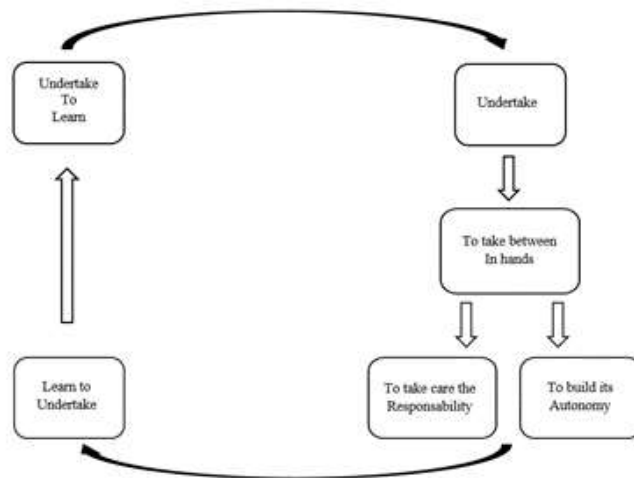 Undertake
To
Learn
Undertake
To take between
In hands
Learn to
Undertake
To take care the
Responsability
To build its
Autonomy